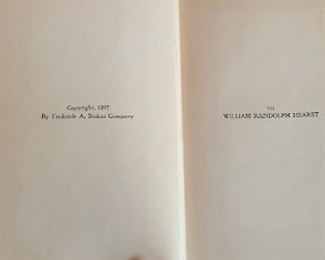 Copyright, 1897
By Frederick A. Stokes Company
TO
WILLIAM RANDOLPH HEARST